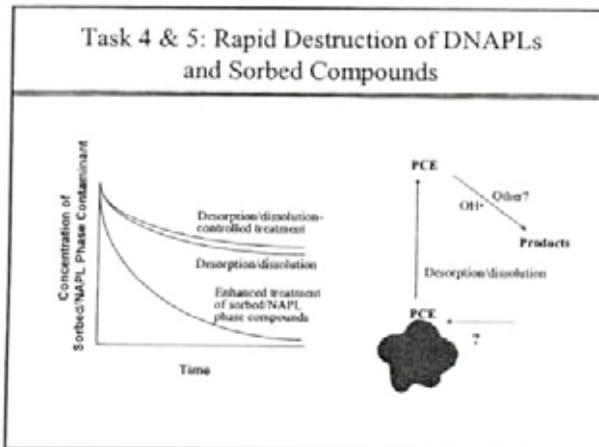 Task 4 & 5: Rapid Destruction of DNAPLs
and Sorbed Compounds
Concentration of
Sorbed/NAPL Phase Contaminant
Desorption/dissolution-
controlled treatment
Desorption/dissolution
Enhanced treatment
of sorbed/NAPL
phase compounds
Time
PCE
Other?
OH•
Products
Desorption/dissolution
PCE
?